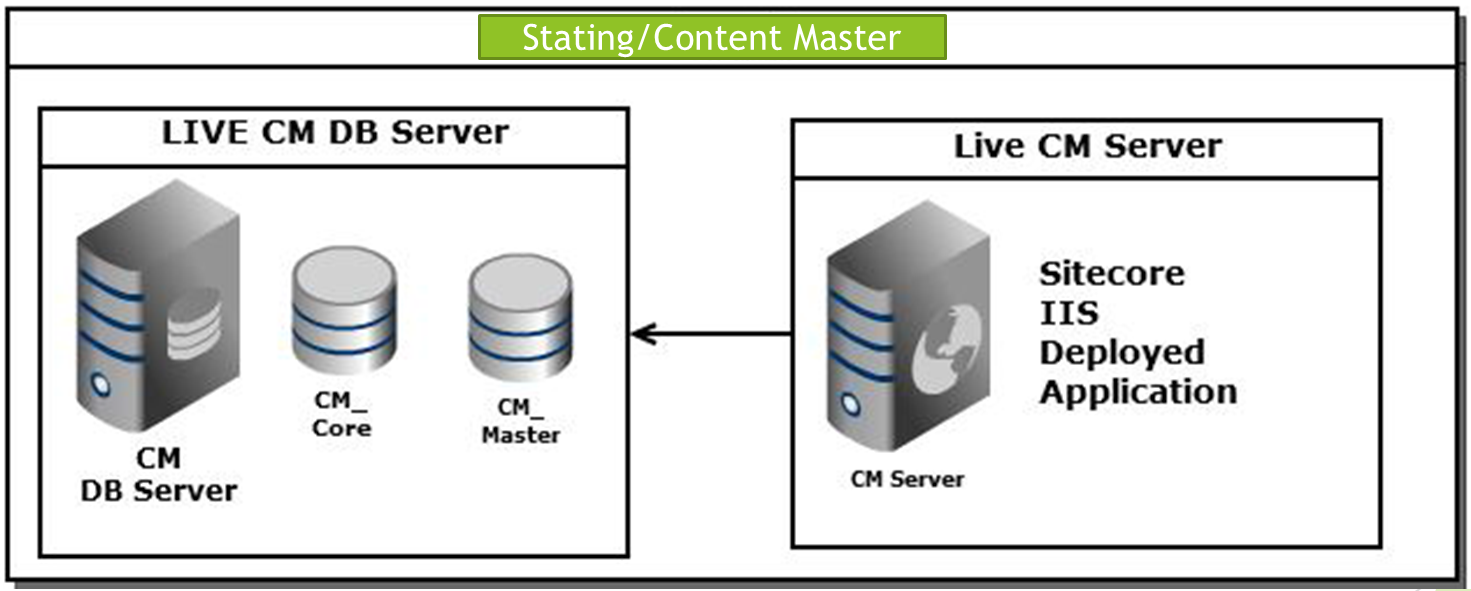 Stating/Content Master
LIVE CM DB Server
CM_
Core
CM_
Master
CM
DB Server
Live CM Server
Sitecore
IIS
Deployed
Application
CM Server